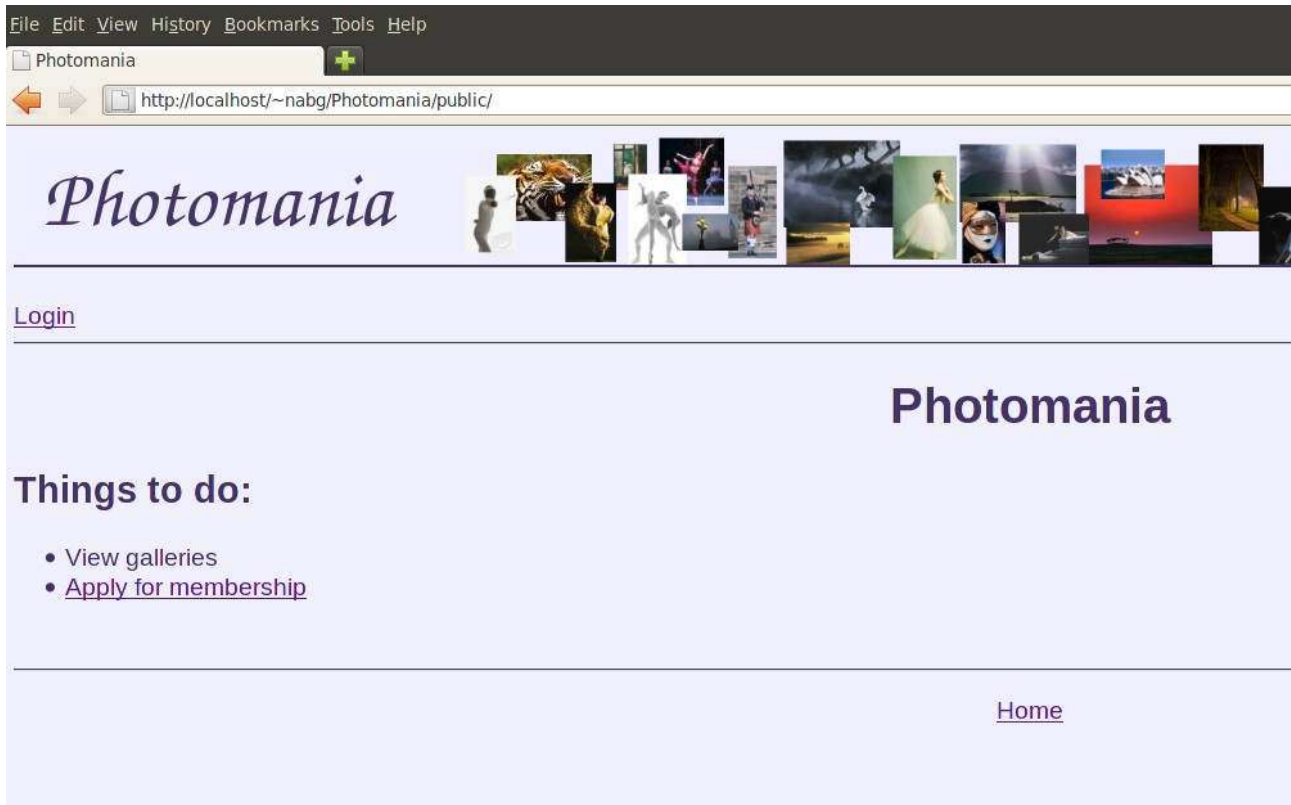 File Edit View History Bookmarks Tools Help
Photomania
http://localhost/~nabg/Photomania/public/
Photomania
Login
Photomania
Things to do:
• View galleries
• Apply for membership
Home